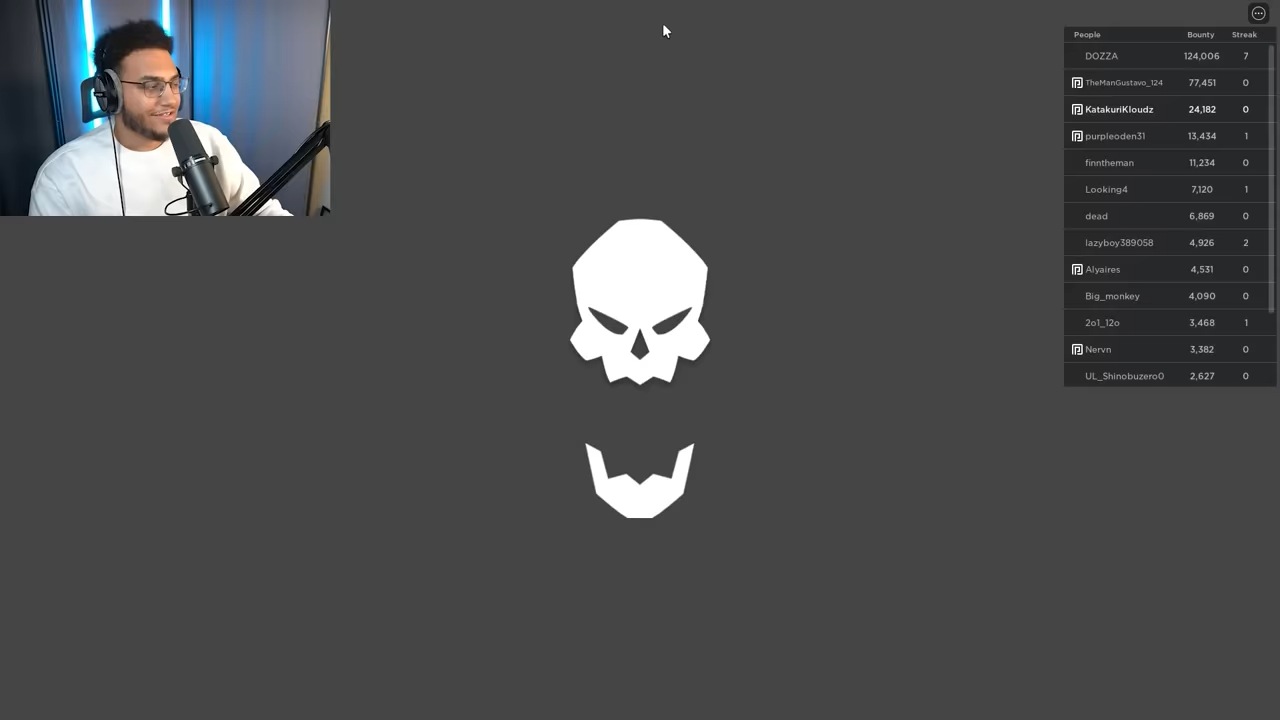 People Bounty Streak
DOZZA 124,006 7
TheManGustavo_124 77,451 0
KatakuriKloudz 24,182 0
purpleoden31 13,434 1
finntheman 11,234 0
Looking4 7,120 1
dead 6,869 0
lazyboy389058 4,926 2
Alyaires 4,531 0
Big_monkey 4,090 0
2o1_12o 3,468 1
Nervn 3,382 0
UL_Shinobuzero0 2,627 0